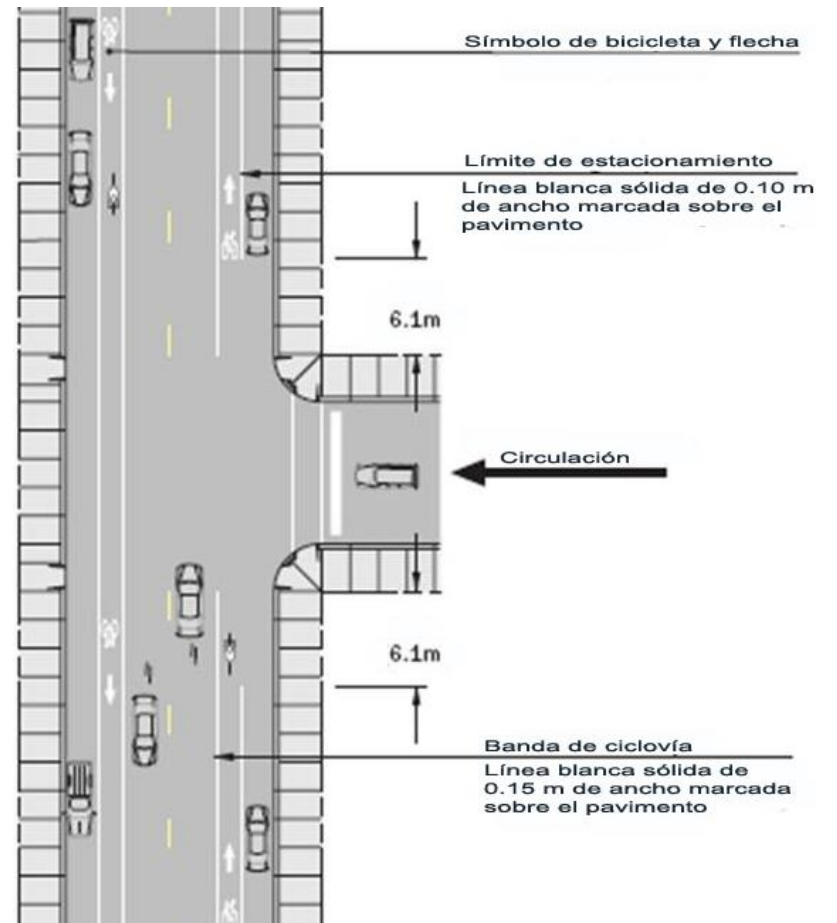 Símbolo de bicicleta y flecha
Límite de estacionamiento
Línea blanca sólida de 0.10 m
de ancho marcada sobre el
pavimento
6.1m
Circulación
6.1m
Banda de ciclovía
Línea blanca sólida de
0.15 m de ancho marcada
sobre el pavimento